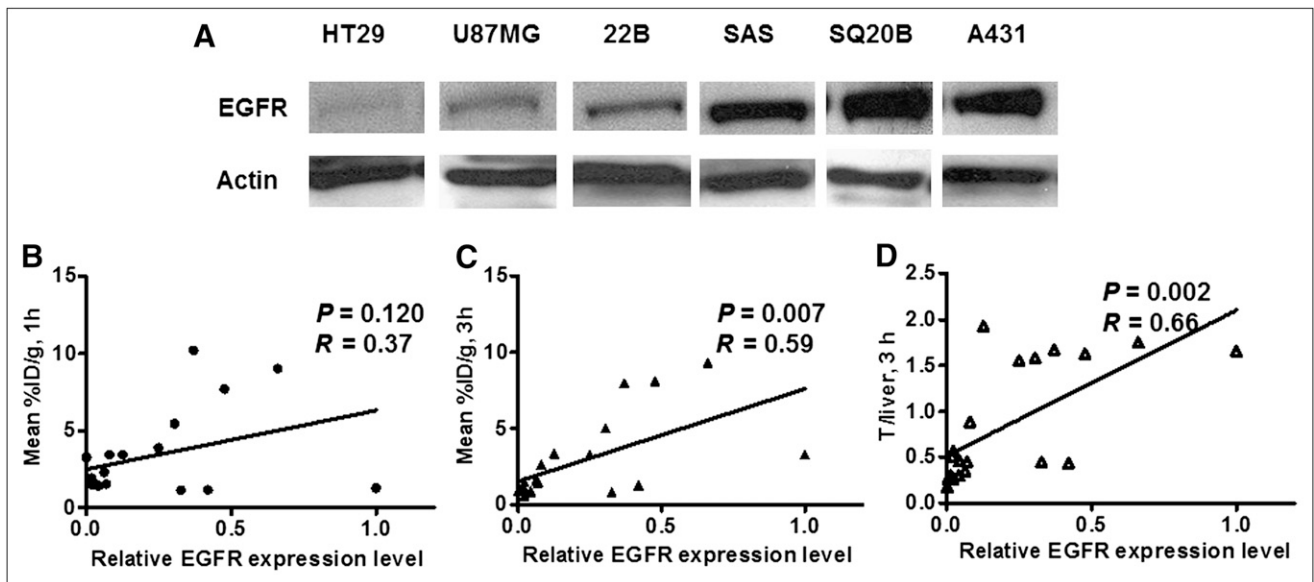 A
HT29 U87MG 22B SAS SQ20B A431
EGFR
Actin
B
Mean %ID/g, 1h
15
10
5
0
0.0 0.5 1.0
P = 0.120
R = 0.37
Relative EGFR expression level
C
Mean %ID/g, 3h
15
10
5
0
0.0 0.5 1.0
P = 0.007
R = 0.59
Relative EGFR expression level
D
T/liver, 3 h
2.5
2.0
1.5
1.0
0.5
0.0
0.0 0.5 1.0
P = 0.002
R = 0.66
Relative EGFR expression level